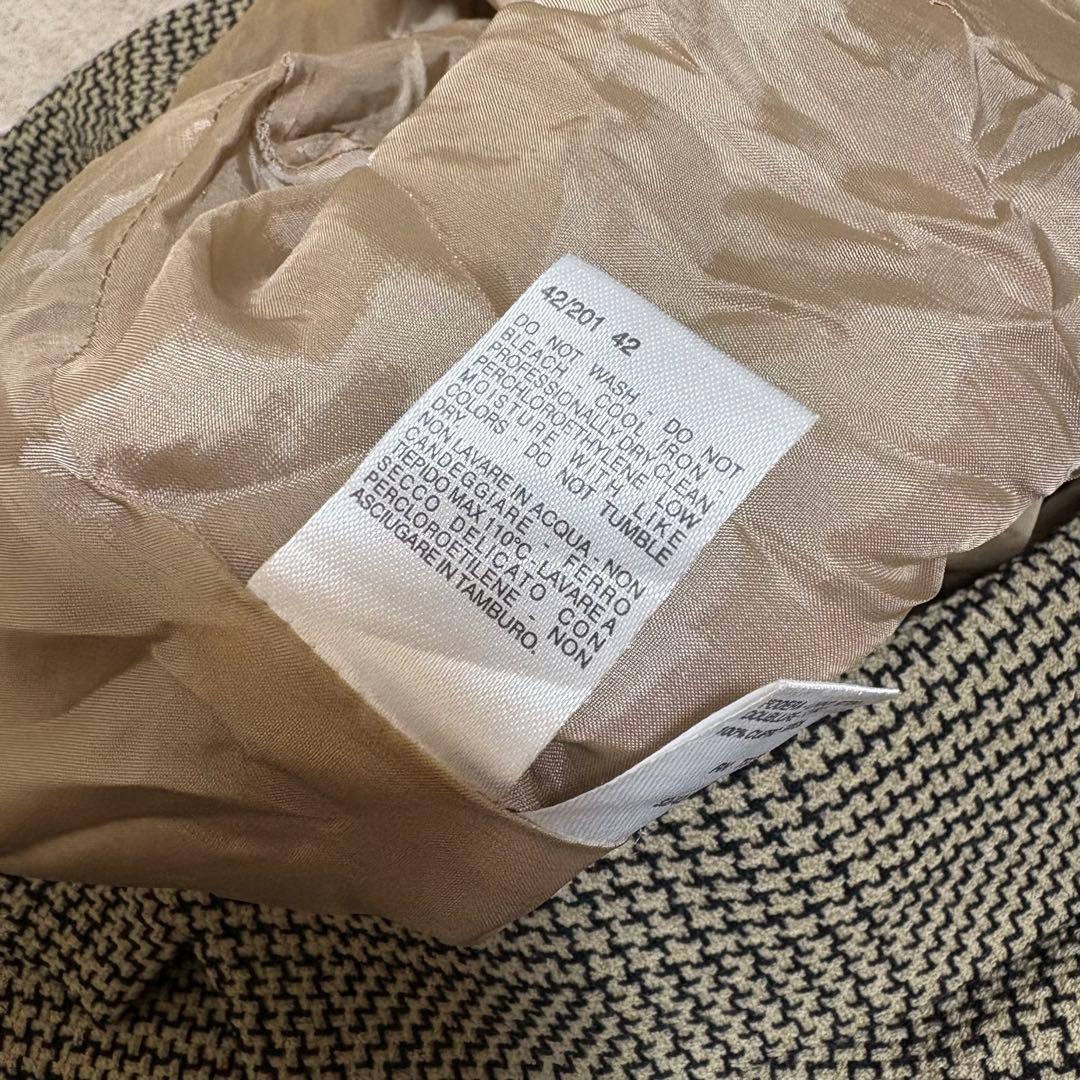 42/201 42
DO NOT WASH - DO NOT
BLEACH - COOL IRON -
PROFESSIONALLY DRY CLEAN
PERCHLOROETHYLENE LOW
MOISTURE WITH LIKE
COLORS - DO NOT TUMBLE
DRY
NON LAVARE IN ACQUA - NON
CANDEGGIARE - FERRO
TIEPIDO MAX 110°C - LAVARE A
SECCO DELICATO CON
PERCLOROETILENE - NON
ASCIUGARE IN TAMBURO.
100%